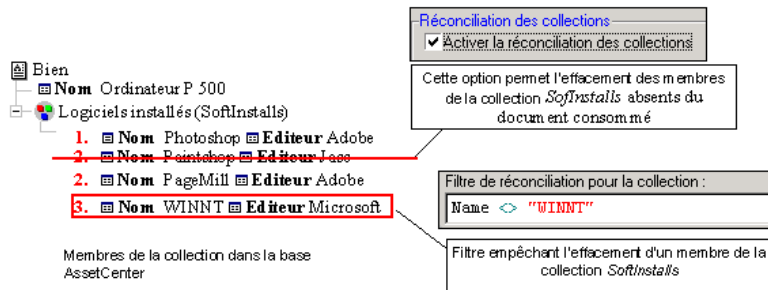 Réconciliation des collections
Activer la réconciliation des collections
Bien
Nom Ordinateur P 500
Logiciels installés (SoftInstalls)
1. Nom Photoshop Editeur Adobe
2. Nom Paintshop Editeur Jasc
2. Nom PageMill Editeur Adobe
3. Nom WINNT Editeur Microsoft
Cette option permet l'effacement des membres
de la collection SofInstalls absents du
document consommé
Filtre de réconciliation pour la collection :
Name <> "WINNT"
Membres de la collection dans la base
AssetCenter
Filtre empêchant l'effacement d'un membre de la
collection SoftInstalls